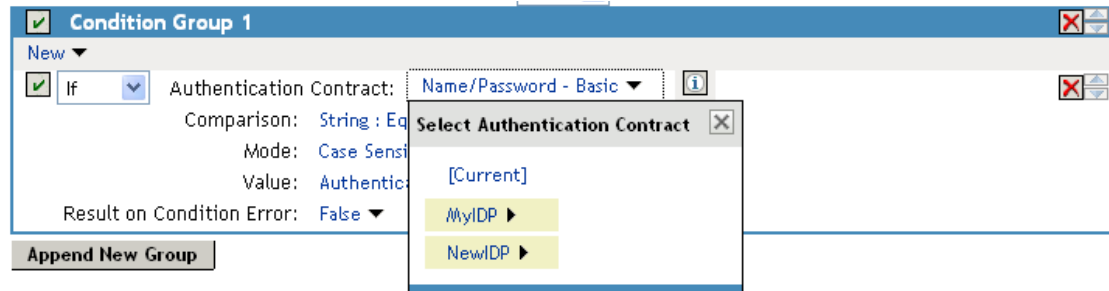 Condition Group 1
New
If Authentication Contract: Name/Password - Basic
Comparison: String : Eq
Select Authentication Contract
Mode: Case Sensi
[Current]
Value: Authentic
MyIDP
Result on Condition Error: False
NewIDP
Append New Group